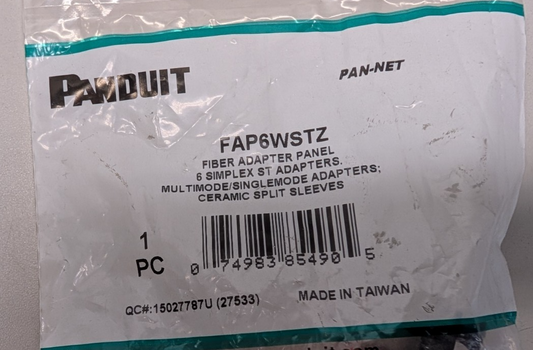 PANDUIT
PAN-NET
FAP6WSTZ
FIBER ADAPTER PANEL
6 SIMPLEX ST ADAPTERS.
MULTIMODE/SINGLEMODE ADAPTERS;
CERAMIC SPLIT SLEEVES
1
PC
0 74983 85490 5
QC#:15027787U (27533)
MADE IN TAIWAN